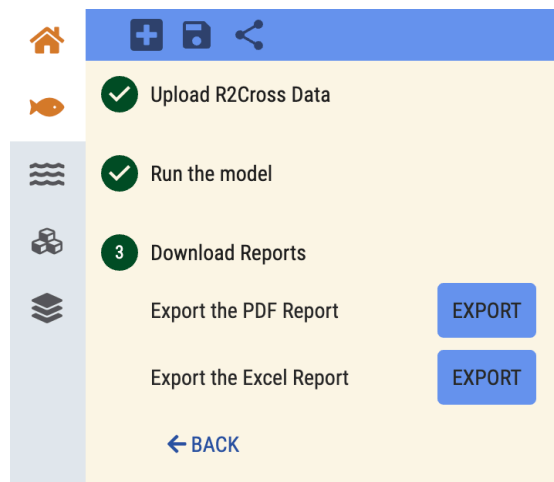 Upload R2Cross Data
Run the model
3 Download Reports
Export the PDF Report EXPORT
Export the Excel Report EXPORT
BACK